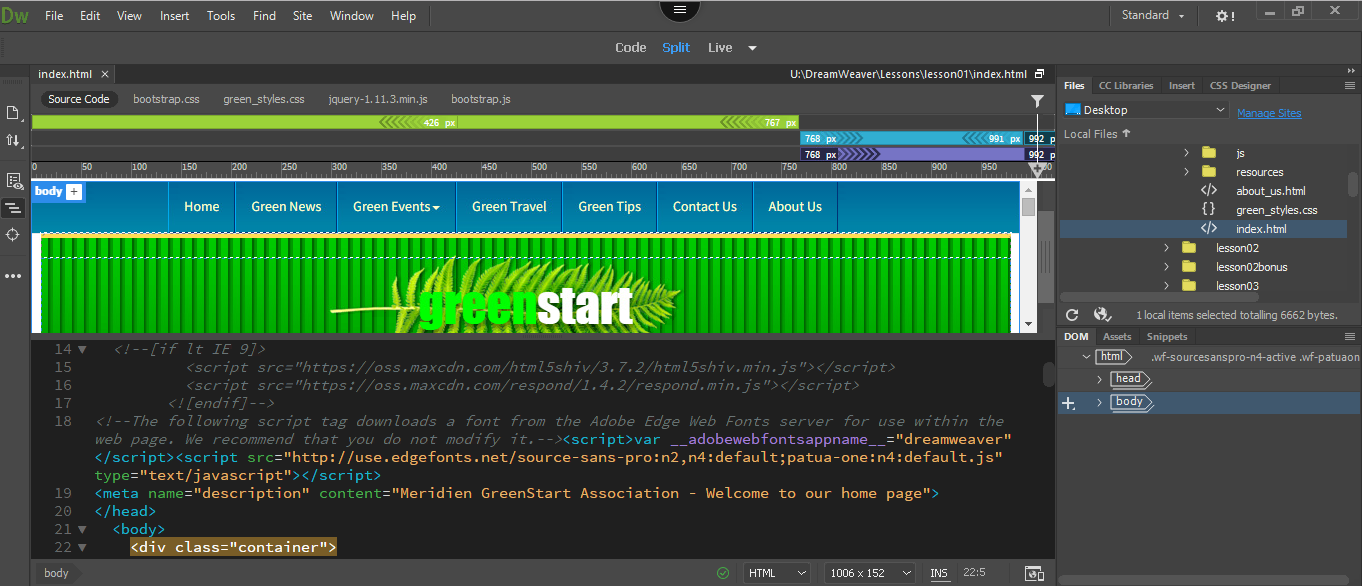 Dw File Edit View Insert Tools Find Site Window Help Standard !
Code Split Live
index.html × U:\DreamWeaver\Lessons\lesson01\index.html
Source Code bootstrap.css green_styles.css jquery-1.11.3.min.js bootstrap.js
426 px 767 px
768 px 991 px 992 p
768 px 992 p
0 50 100 150 200 250 300 350 400 450 500 550 600 650 700 750 800 850 900 950
body +
Home Green News Green Events Green Travel Green Tips Contact Us About Us
greenstart
14 <!--[if lt IE 9]>
15 <script src="https://oss.maxcdn.com/html5shiv/3.7.2/html5shiv.min.js"></script>
16 <script src="https://oss.maxcdn.com/respond/1.4.2/respond.min.js"></script>
17 <![endif]-->
18 <!--The following script tag downloads a font from the Adobe Edge Web Fonts server for use within the
web page. We recommend that you do not modify it.--><script>var __adobewebfontsappname__="dreamweaver"
</script><script src="http://use.edgefonts.net/source-sans-pro:n2,n4:default;patua-one:n4:default.js"
type="text/javascript"></script>
19 <meta name="description" content="Meridien GreenStart Association - Welcome to our home page">
20 </head>
21 <body>
22 <div class="container">
body HTML 1006 x 152 INS 22:5
Files CC Libraries Insert CSS Designer
Desktop Manage Sites
Local Files
js
resources
</> about_us.html
{} green_styles.css
</> index.html
lesson02
lesson02bonus
lesson03
1 local items selected totalling 6662 bytes.
DOM Assets Snippets
html .wf-sourcesanspro-n4-active .wf-patuaon
head
body